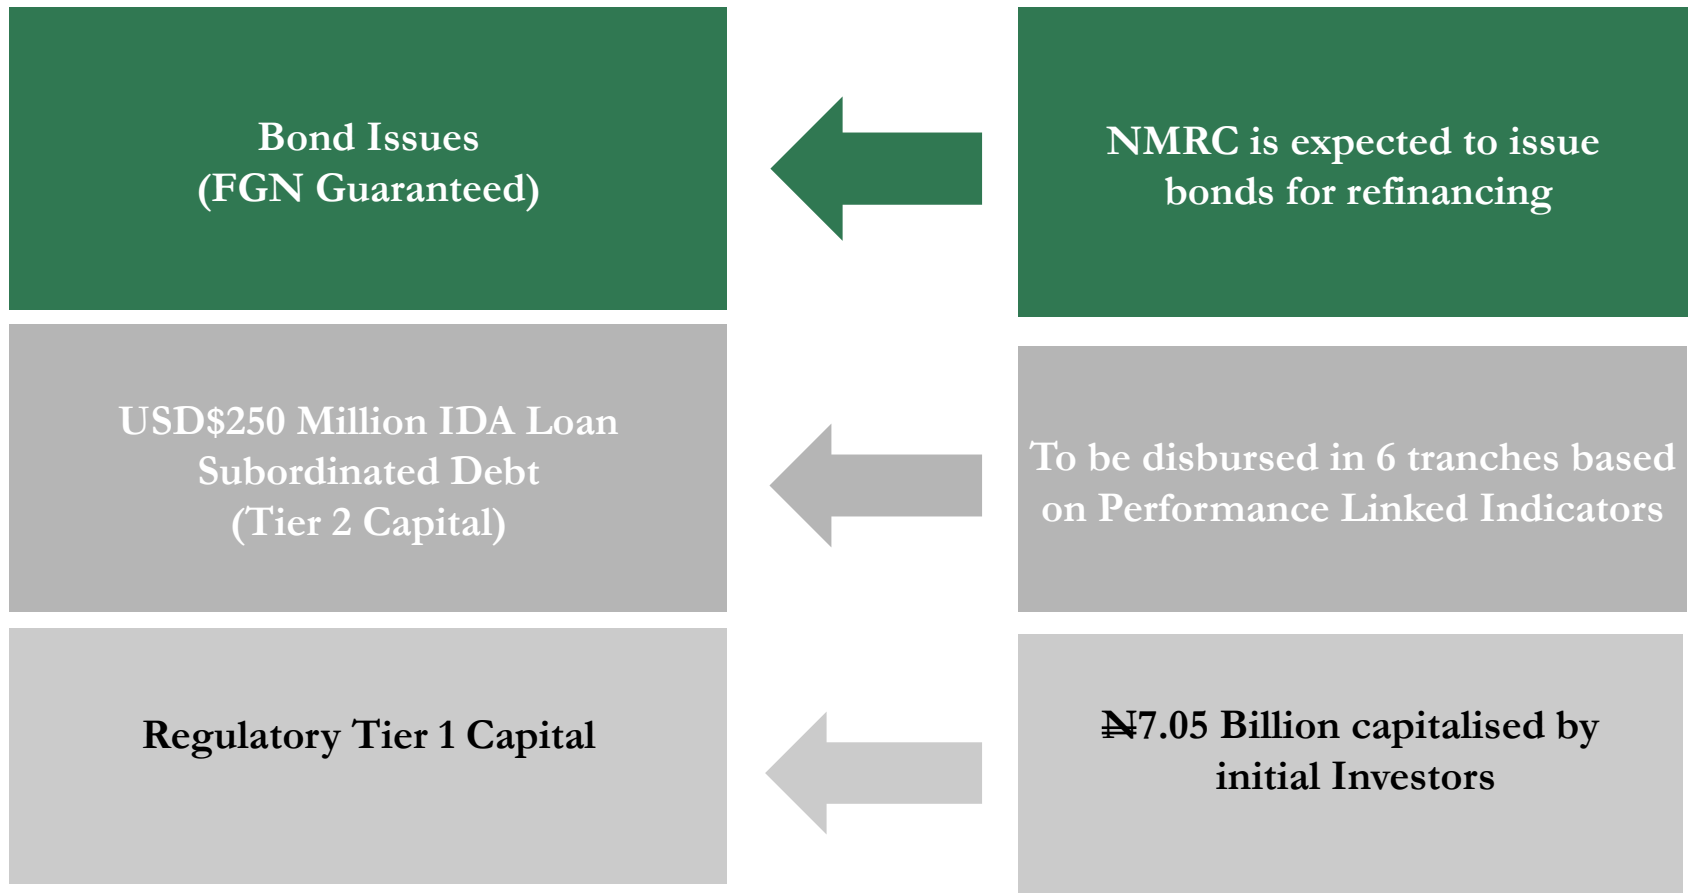 Bond Issues
(FGN Guaranteed)
NMRC is expected to issue
bonds for refinancing
USD$250 Million IDA Loan
Subordinated Debt
(Tier 2 Capital)
To be disbursed in 6 tranches based
on Performance Linked Indicators
Regulatory Tier 1 Capital
₦7.05 Billion capitalised by
initial Investors